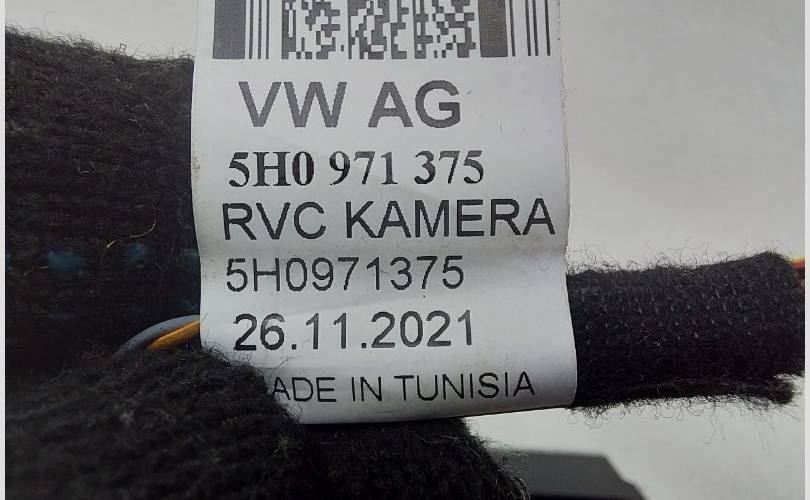 VW AG
5H0 971 375
RVC KAMERA
5H0971375
26.11.2021
ADE IN TUNISIA